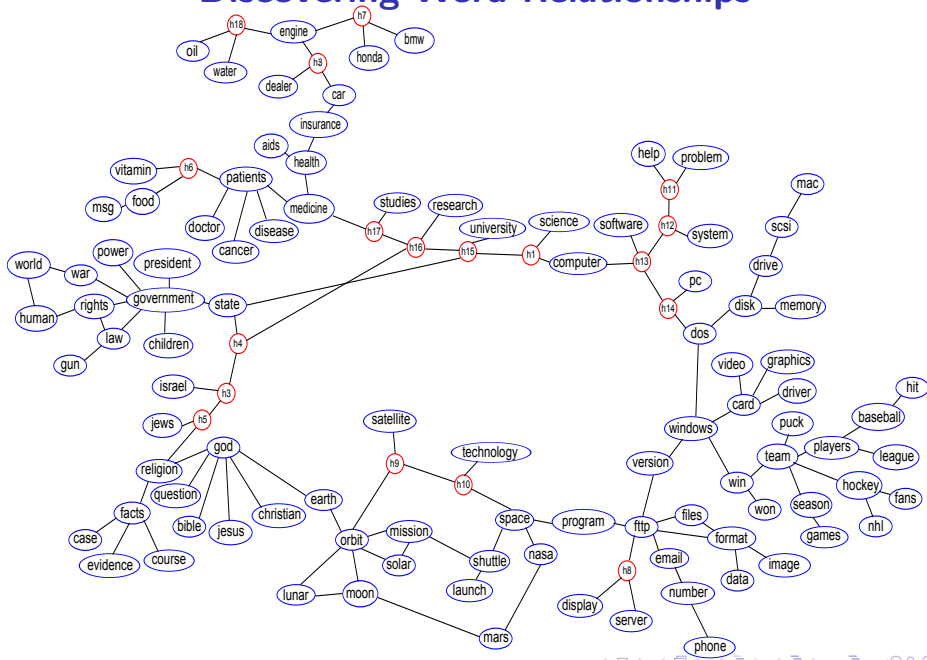 Discovering Word Relationships
h18
engine
h7
bmw
oil
water
honda
h3
dealer
car
insurance
aids
health
help
problem
vitamin
h6
patients
h11
mac
msg
food
medicine
studies
research
university
science
software
h12
system
scsi
doctor
cancer
disease
h17
h16
h15
h1
computer
h13
drive
power
president
world
war
government
state
pc
h14
disk
memory
human
rights
law
children
h4
dos
gun
video
graphics
israel
h3
card
driver
hit
jews
h5
satellite
windows
puck
baseball
god
technology
players
religion
h9
version
team
league
question
h10
win
hockey
fans
facts
bible
jesus
christian
earth
won
season
nhl
case
evidence
course
orbit
mission
space
program
fttp
files
games
solar
shuttle
nasa
email
format
launch
h8
image
lunar
moon
display
number
data
server
mars
phone